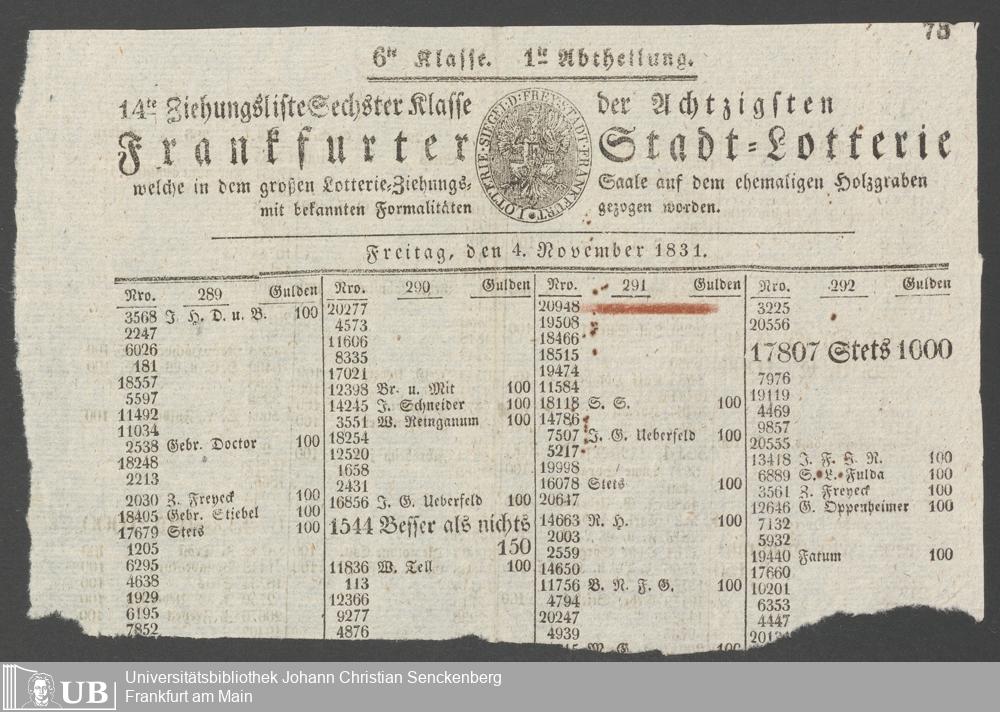 78
6te Klasse. 1te Abtheilung.
14te Ziehungsliste Sechster Klasse der Achtzigsten
Frankfurter Stadt-Lotterie
LOTTERIE SIEGEL D: FREY: STADT FRANKFURT
welche in dem großen Lotterie-Ziehungs- Saale auf dem ehemaligen Holzgraben
mit bekannten Formalitäten gezogen worden.
Freitag, den 4. November 1831.
Nro. 289 Gulden
3568 J. H. D. u. B. 100
2247
6026
181
18557
5597
11492
11034
2538 Gebr. Doctor 100
18248
2213
2030 Z. Freyeck 100
18405 Gebr. Stiebel 100
17679 Stets 100
1205
6295
4638
1929
6195
7852
Nro. 290 Gulden
20277
4573
11606
8335
17021
12398 Br. u. Mit 100
14245 F. Schneider 100
3551 W. Reinganum 100
18254
12520
1658
2431
16856 J. G. Ueberfeld 100
1544 Besser als nichts
150
11836 W. Tell 100
113
12366
9277
4876
Nro. 291 Gulden
20948
19508
18466
18515
19474
11584
18118 S. S. 100
14786
7507 J. G. Ueberfeld 100
5217
19998
16078 Stets 100
20647
14663 R. H. 100
2003
2559
14650
11756 B. N. F. G. 100
4794
20247
4939
M. G. 100
Nro. 292 Gulden
3225
20556
17807 Stets 1000
7976
19119
4469
9857
20555
13418 J. F. H. R. 100
6889 S. L. Fulda 100
3561 Z. Freyeck 100
12646 G. Oppenheimer 100
7132
5932
19440 Fatum 100
17660
10201
6353
4447
UB
Universitätsbibliothek Johann Christian Senckenberg
Frankfurt am Main